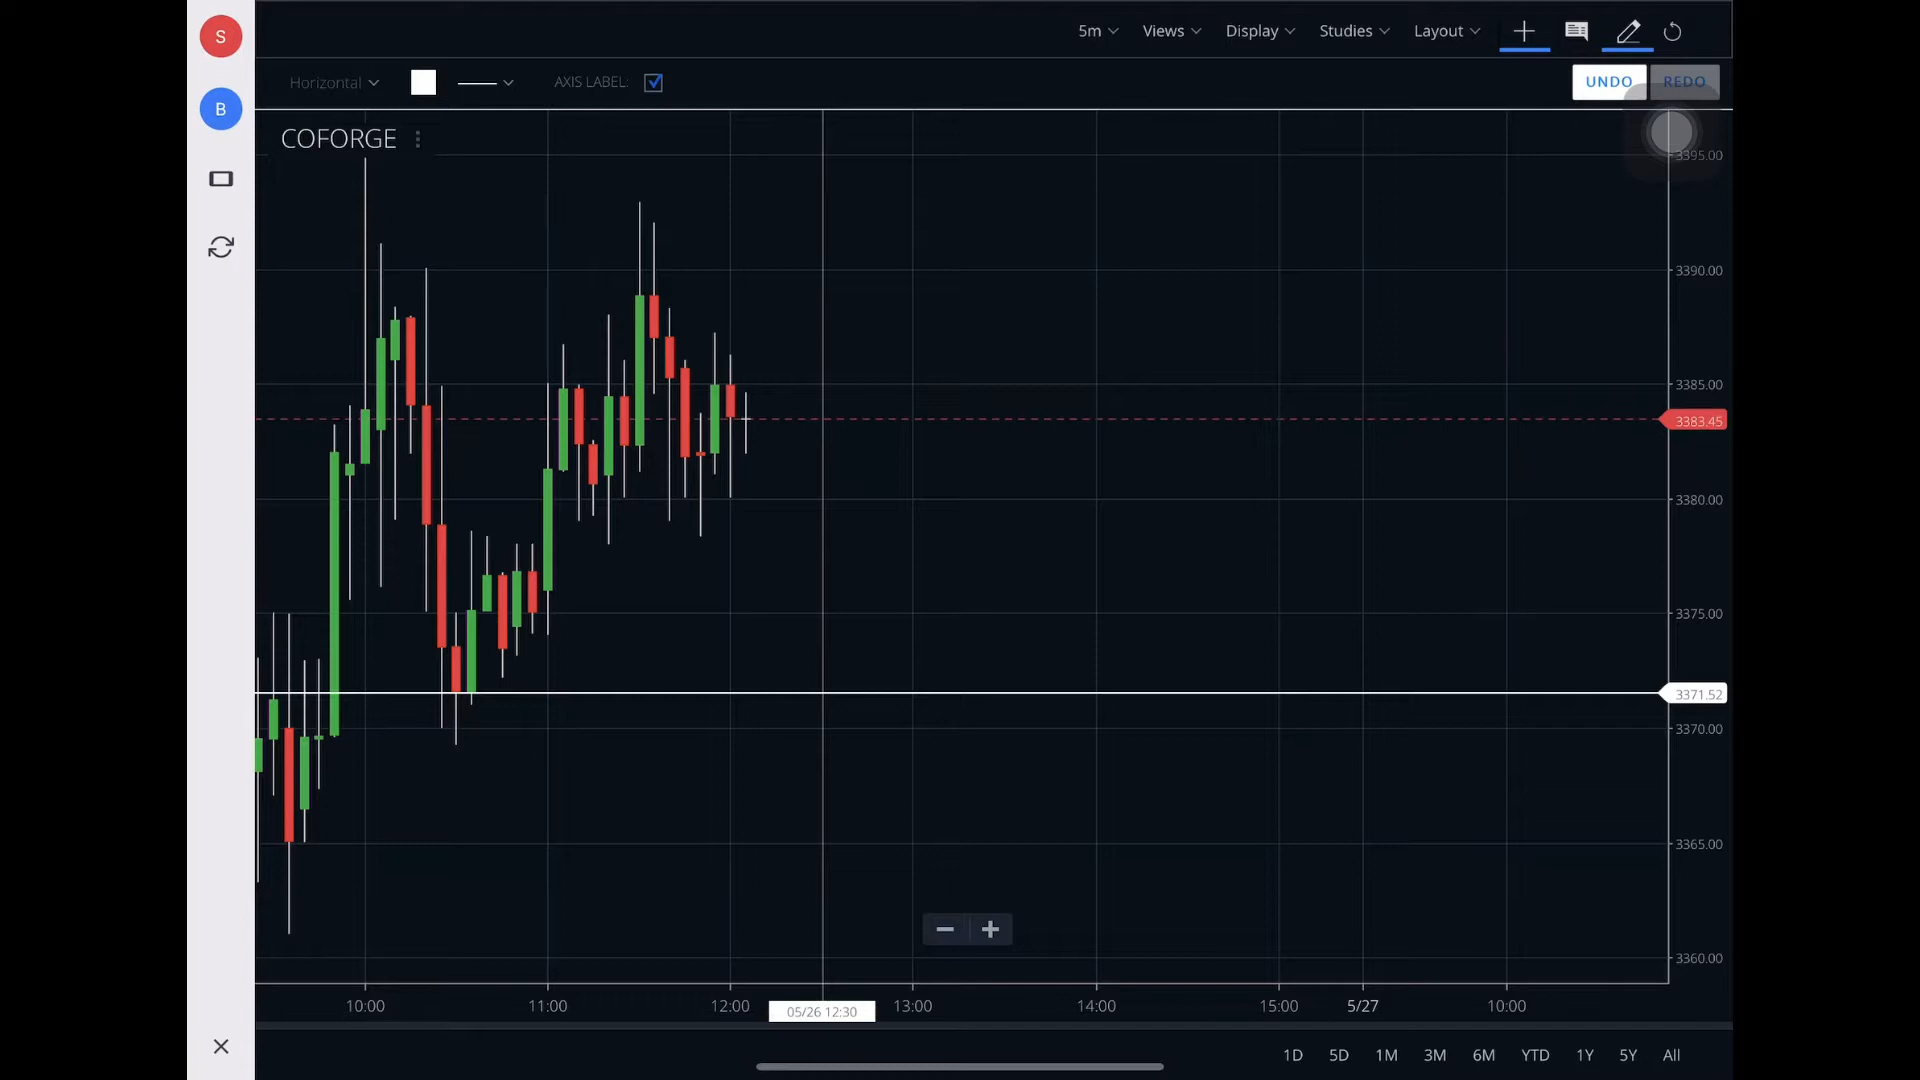 S
5m Views Display Studies Layout
Horizontal AXIS LABEL: UNDO REDO
B
COFORGE
3395.00
3390.00
3385.00
3383.45
3380.00
3375.00
3371.52
3370.00
3365.00
3360.00
10:00 11:00 12:00 05/26 12:30 13:00 14:00 15:00 5/27 10:00
1D 5D 1M 3M 6M YTD 1Y 5Y All